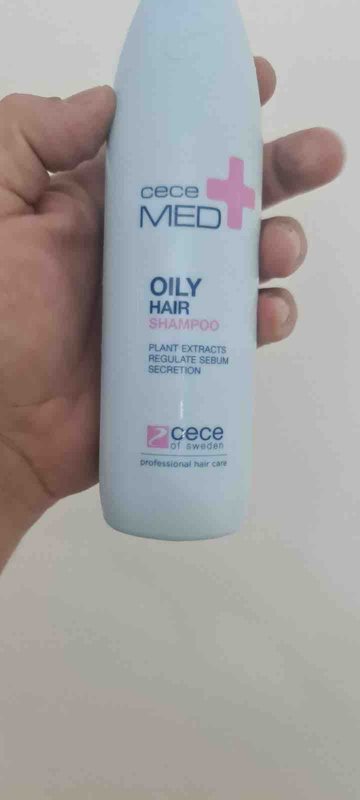 cece
MED
OILY
HAIR
SHAMPOO
PLANT EXTRACTS
REGULATE SEBUM
SECRETION
cece
of sweden
professional hair care